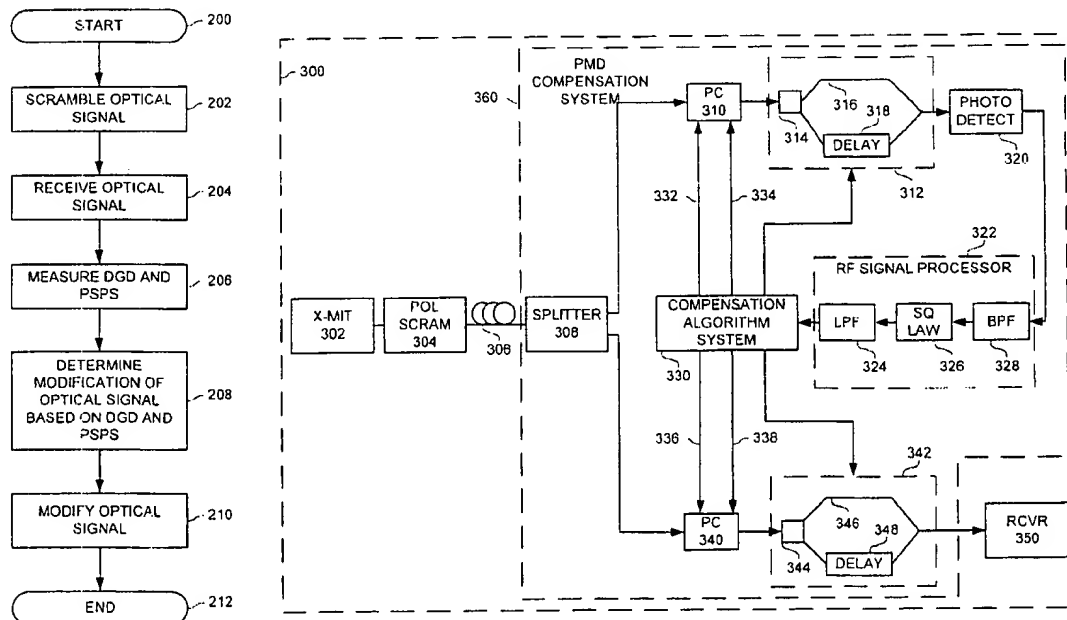 START
200
SCRAMBLE OPTICAL
SIGNAL
202
RECEIVE OPTICAL
SIGNAL
204
MEASURE DGD AND
PSPS
206
DETERMINE
MODIFICATION OF
OPTICAL SIGNAL
BASED ON DGD AND
PSPS
208
MODIFY OPTICAL
SIGNAL
210
END
212
300
360
PMD
COMPENSATION
SYSTEM
PC
310
316
318
DELAY
314
312
PHOTO
DETECT
320
332
334
322
RF SIGNAL PROCESSOR
X-MIT
302
POL
SCRAM
304
306
SPLITTER
308
COMPENSATION
ALGORITHM
SYSTEM
330
LPF
324
SQ
LAW
326
BPF
328
336
338
342
PC
340
346
348
DELAY
344
RCVR
350